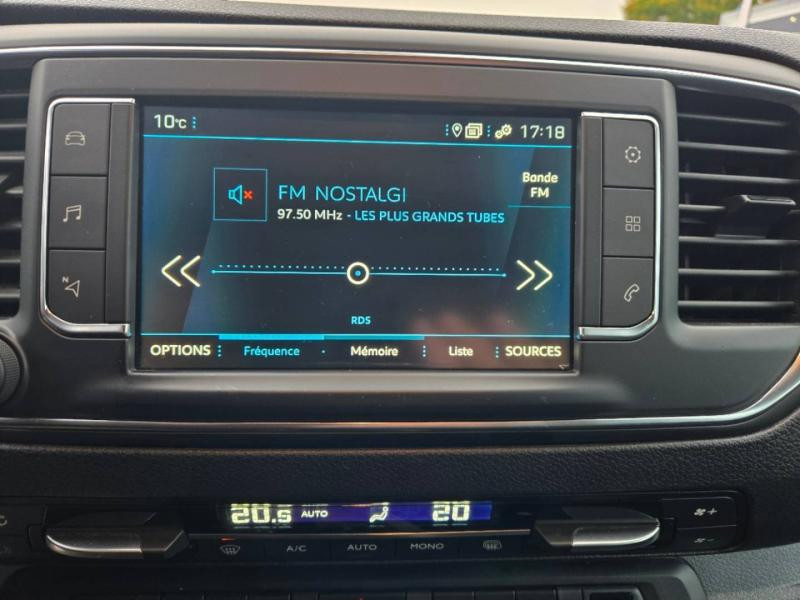 10°C
17:18
FM NOSTALGI
97.50 MHz - LES PLUS GRANDS TUBES
Bande
FM
RDS
OPTIONS Fréquence Mémoire Liste SOURCES
N
20.5 AUTO 20
A/C AUTO MONO
+
-